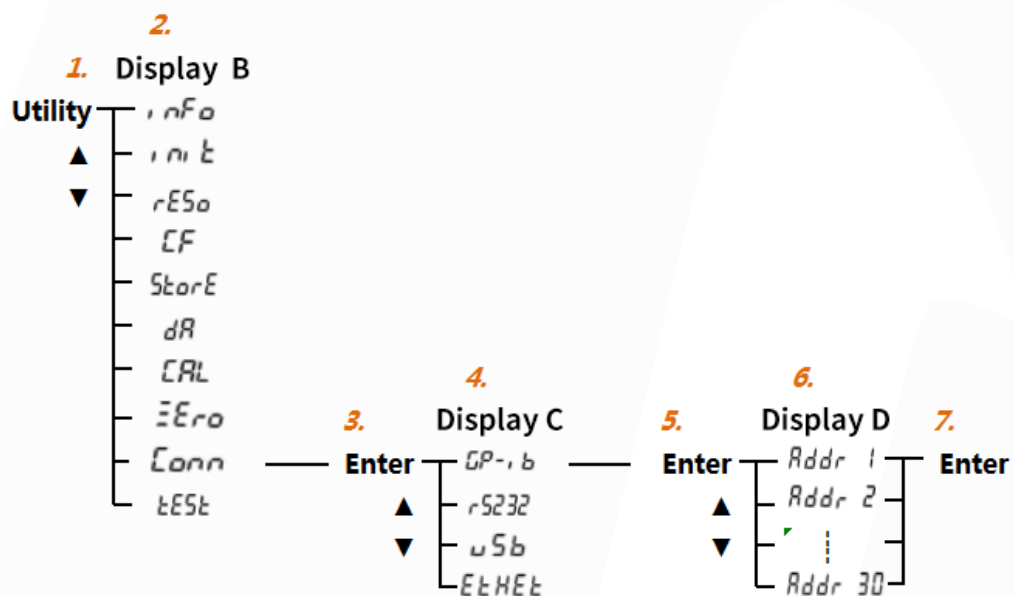 2.
1. Display B
Utility inFo
▲ init
▼ rESo
CF
StorE
dA
CAL
4. 6.
ZEro 3. Display C 5. Display D 7.
Conn Enter GP-ib Enter Addr 1 Enter
tESt ▲ rS232 ▲ Addr 2
▼ uSb ▼
EtHEt Addr 30